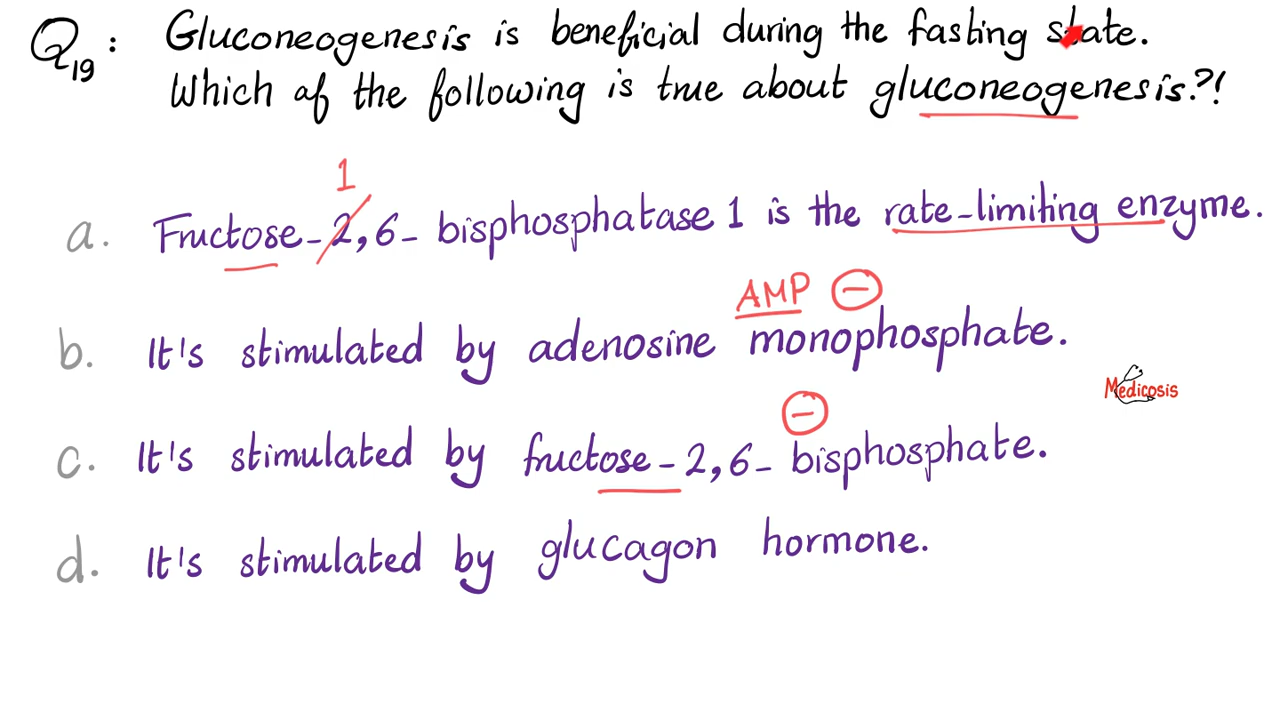 Q19: Gluconeogenesis is beneficial during the fasting state.
Which of the following is true about gluconeogenesis?!
1
a. Fructose-2,6-bisphosphatase 1 is the rate-limiting enzyme.
AMP −
b. It's stimulated by adenosine monophosphate.
Medicosis
−
c. It's stimulated by fructose-2,6-bisphosphate.
d. It's stimulated by glucagon hormone.